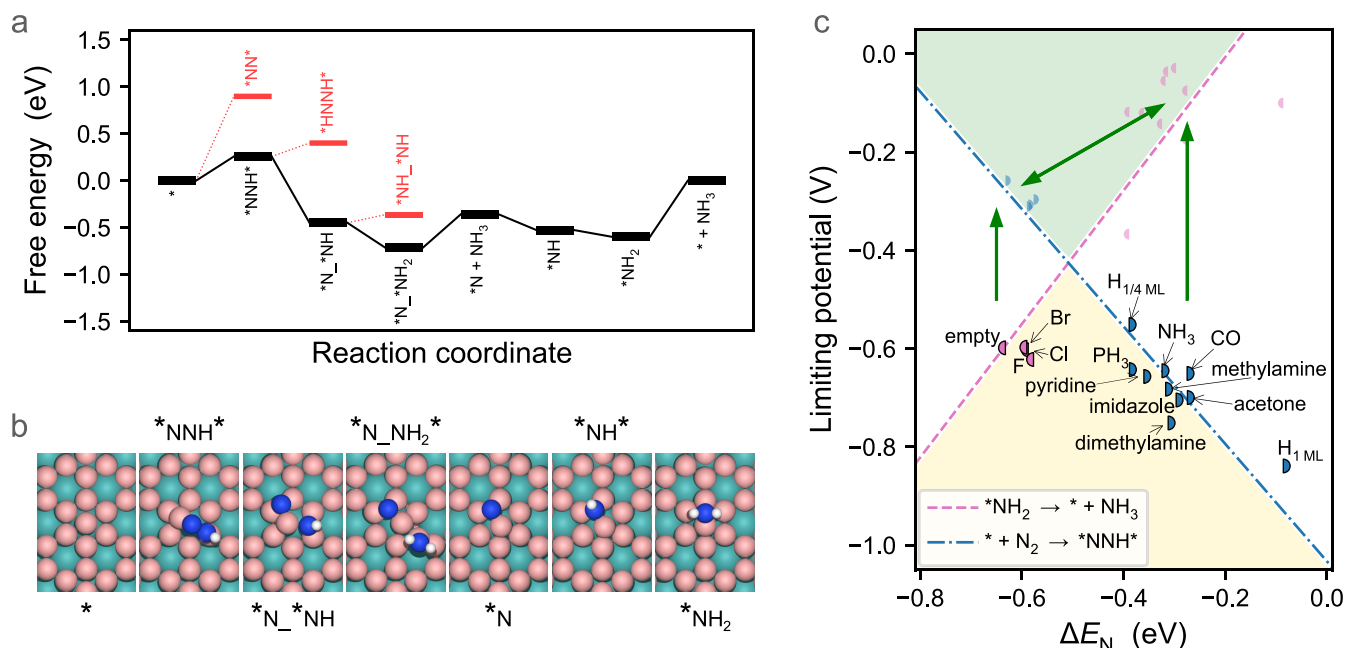 a
Free energy (eV)
1.5
1.0
0.5
0.0
−0.5
−1.0
−1.5
*
*NN*
*NNH*
*HNNH*
*N_*NH
*NH_*NH
*N_*NH₂
*N + NH₃
*NH
*NH₂
* + NH₃
Reaction coordinate
b
*NNH*
*N_NH₂*
*NH*
*
*N_*NH
*N
*NH₂
c
Limiting potential (V)
0.0
−0.2
−0.4
−0.6
−0.8
−1.0
H₁/₄ ML
empty
Br
Cl
F
PH₃
NH₃
CO
pyridine
methylamine
imidazole
acetone
dimethylamine
H₁ ML
*NH₂ → * + NH₃
* + N₂ → *NNH*
−0.8
−0.6
−0.4
−0.2
0.0
ΔE_N (eV)